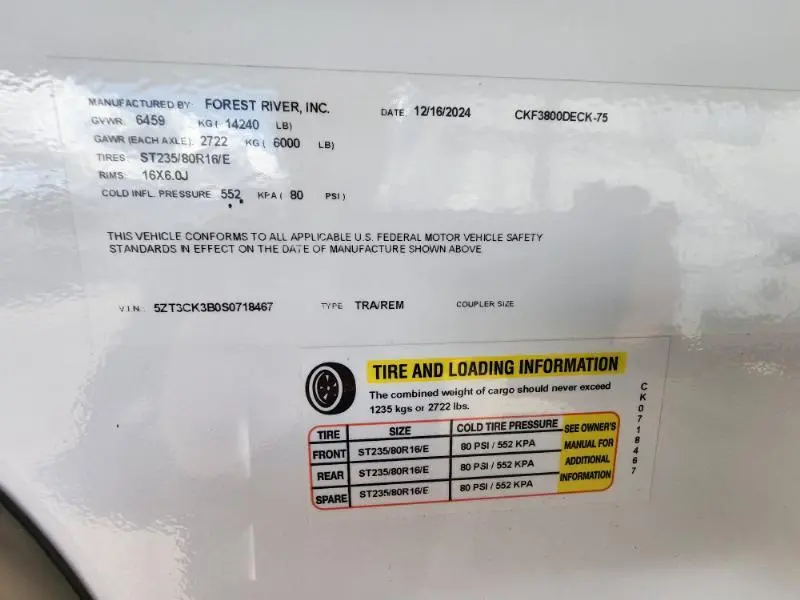 MANUFACTURED BY: FOREST RIVER, INC. DATE: 12/16/2024 CKF3800DECK-75
GVWR: 6459 KG ( 14240 LB)
GAWR (EACH AXLE): 2722 KG ( 6000 LB)
TIRES: ST235/80R16/E
RIMS: 16X6.0J
COLD INFL. PRESSURE 552 KPA ( 80 PSI )
THIS VEHICLE CONFORMS TO ALL APPLICABLE U.S. FEDERAL MOTOR VEHICLE SAFETY
STANDARDS IN EFFECT ON THE DATE OF MANUFACTURE SHOWN ABOVE
V.I.N.: 5ZT3CK3B0S0718467 TYPE TRA/REM COUPLER SIZE
TIRE AND LOADING INFORMATION
The combined weight of cargo should never exceed
1235 kgs or 2722 lbs.
TIRE SIZE COLD TIRE PRESSURE
FRONT ST235/80R16/E 80 PSI / 552 KPA
REAR ST235/80R16/E 80 PSI / 552 KPA
SPARE ST235/80R16/E 80 PSI / 552 KPA
SEE OWNER'S
MANUAL FOR
ADDITIONAL
INFORMATION
CK0718467